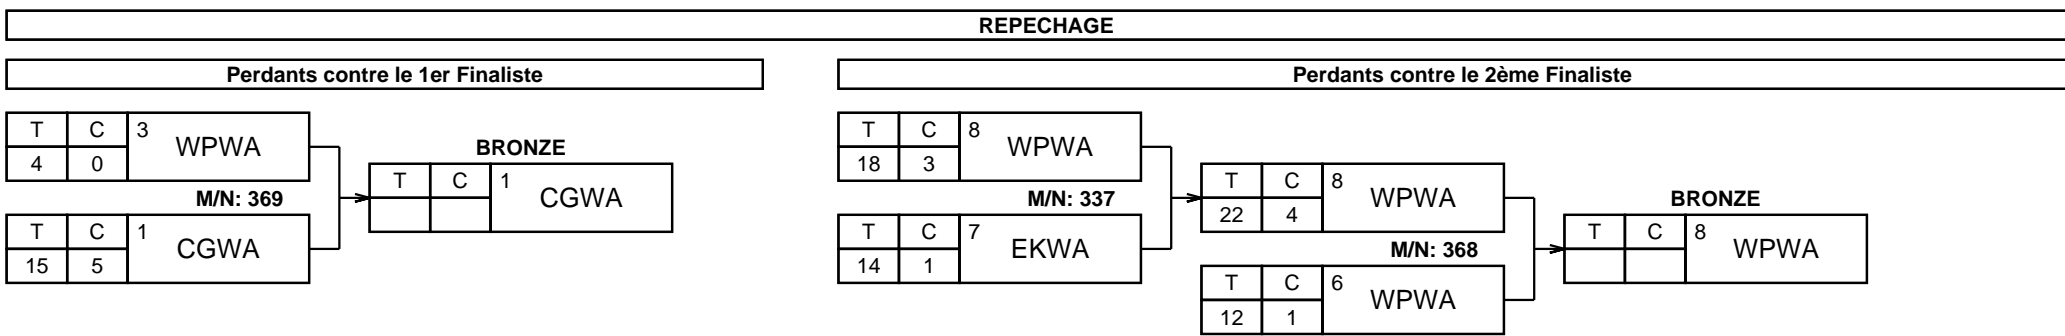 REPECHAGE
Perdants contre le 1er Finaliste
T C 3 WPWA
4 0
M/N: 369
T C 1 CGWA
15 5
BRONZE
T C 1 CGWA
Perdants contre le 2ème Finaliste
T C 8 WPWA
18 3
M/N: 337
T C 7 EKWA
14 1
T C 8 WPWA
22 4
M/N: 368
T C 6 WPWA
12 1
BRONZE
T C 8 WPWA